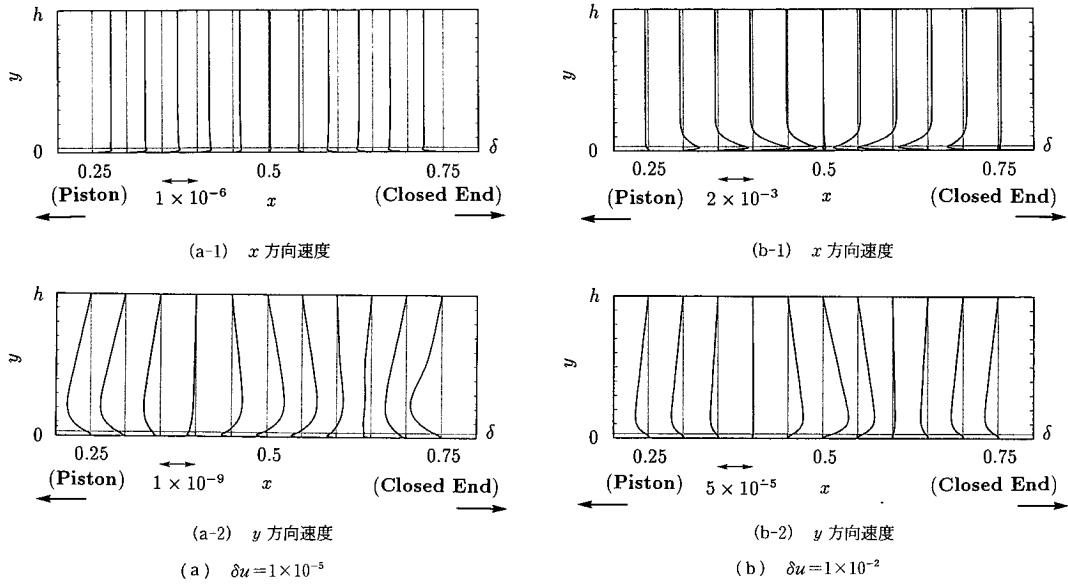 h
y
0
δ
0.25
0.5
0.75
(Piston)
1 × 10⁻⁶
x
(Closed End)
(a-1) x 方向速度
h
y
0
δ
0.25
0.5
0.75
(Piston)
2 × 10⁻³
x
(Closed End)
(b-1) x 方向速度
h
y
0
δ
0.25
0.5
0.75
(Piston)
1 × 10⁻⁹
x
(Closed End)
(a-2) y 方向速度
(a) δu=1×10⁻⁵
h
y
0
δ
0.25
0.5
0.75
(Piston)
5 × 10⁻⁵
x
(Closed End)
(b-2) y 方向速度
(b) δu=1×10⁻²